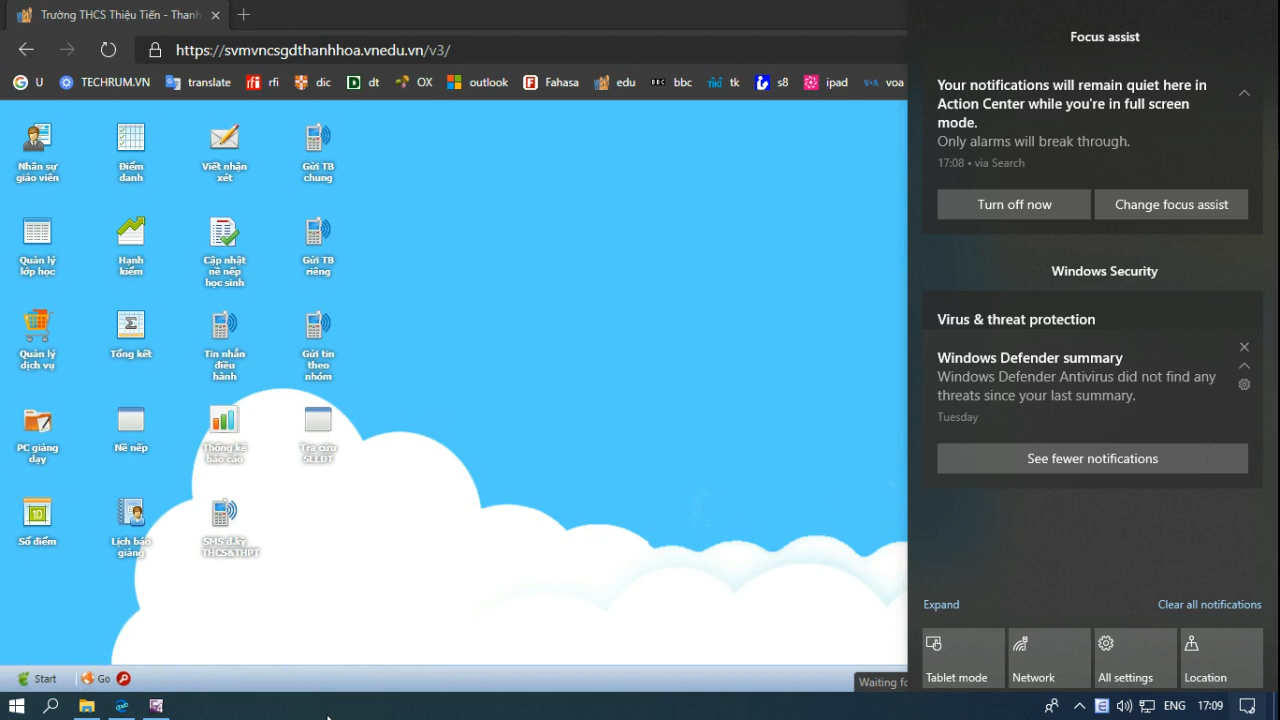 Trường THCS Thiệu Tiến - Thanh
https://svmvncsgdthanhhoa.vnedu.vn/v3/
U TECHRUM.VN translate rfi dic dt OX outlook Fahasa edu bbc tk s8 ipad voa
Nhân sự
giáo viên
Điểm
danh
Viết nhận
xét
Gửi TB
chung
Quản lý
lớp học
Hạnh
kiểm
Cập nhật
nề nếp
học sinh
Gửi TB
riêng
Quản lý
dịch vụ
Tổng kết
Tin nhắn
điều
hành
Gửi tin
theo
nhóm
PC giảng
dạy
Nề nếp
Thống kê
báo cáo
Tra cứu
SLLĐT
Sổ điểm
Lịch báo
giảng
SMS đ.ký
THCS&THPT
Start Go
Waiting fo
Focus assist
Your notifications will remain quiet here in
Action Center while you're in full screen
mode.
Only alarms will break through.
17:08 • via Search
Turn off now
Change focus assist
Windows Security
Virus & threat protection
Windows Defender summary
Windows Defender Antivirus did not find any
threats since your last summary.
Tuesday
See fewer notifications
Expand
Clear all notifications
Tablet mode
Network
All settings
Location
ENG 17:09